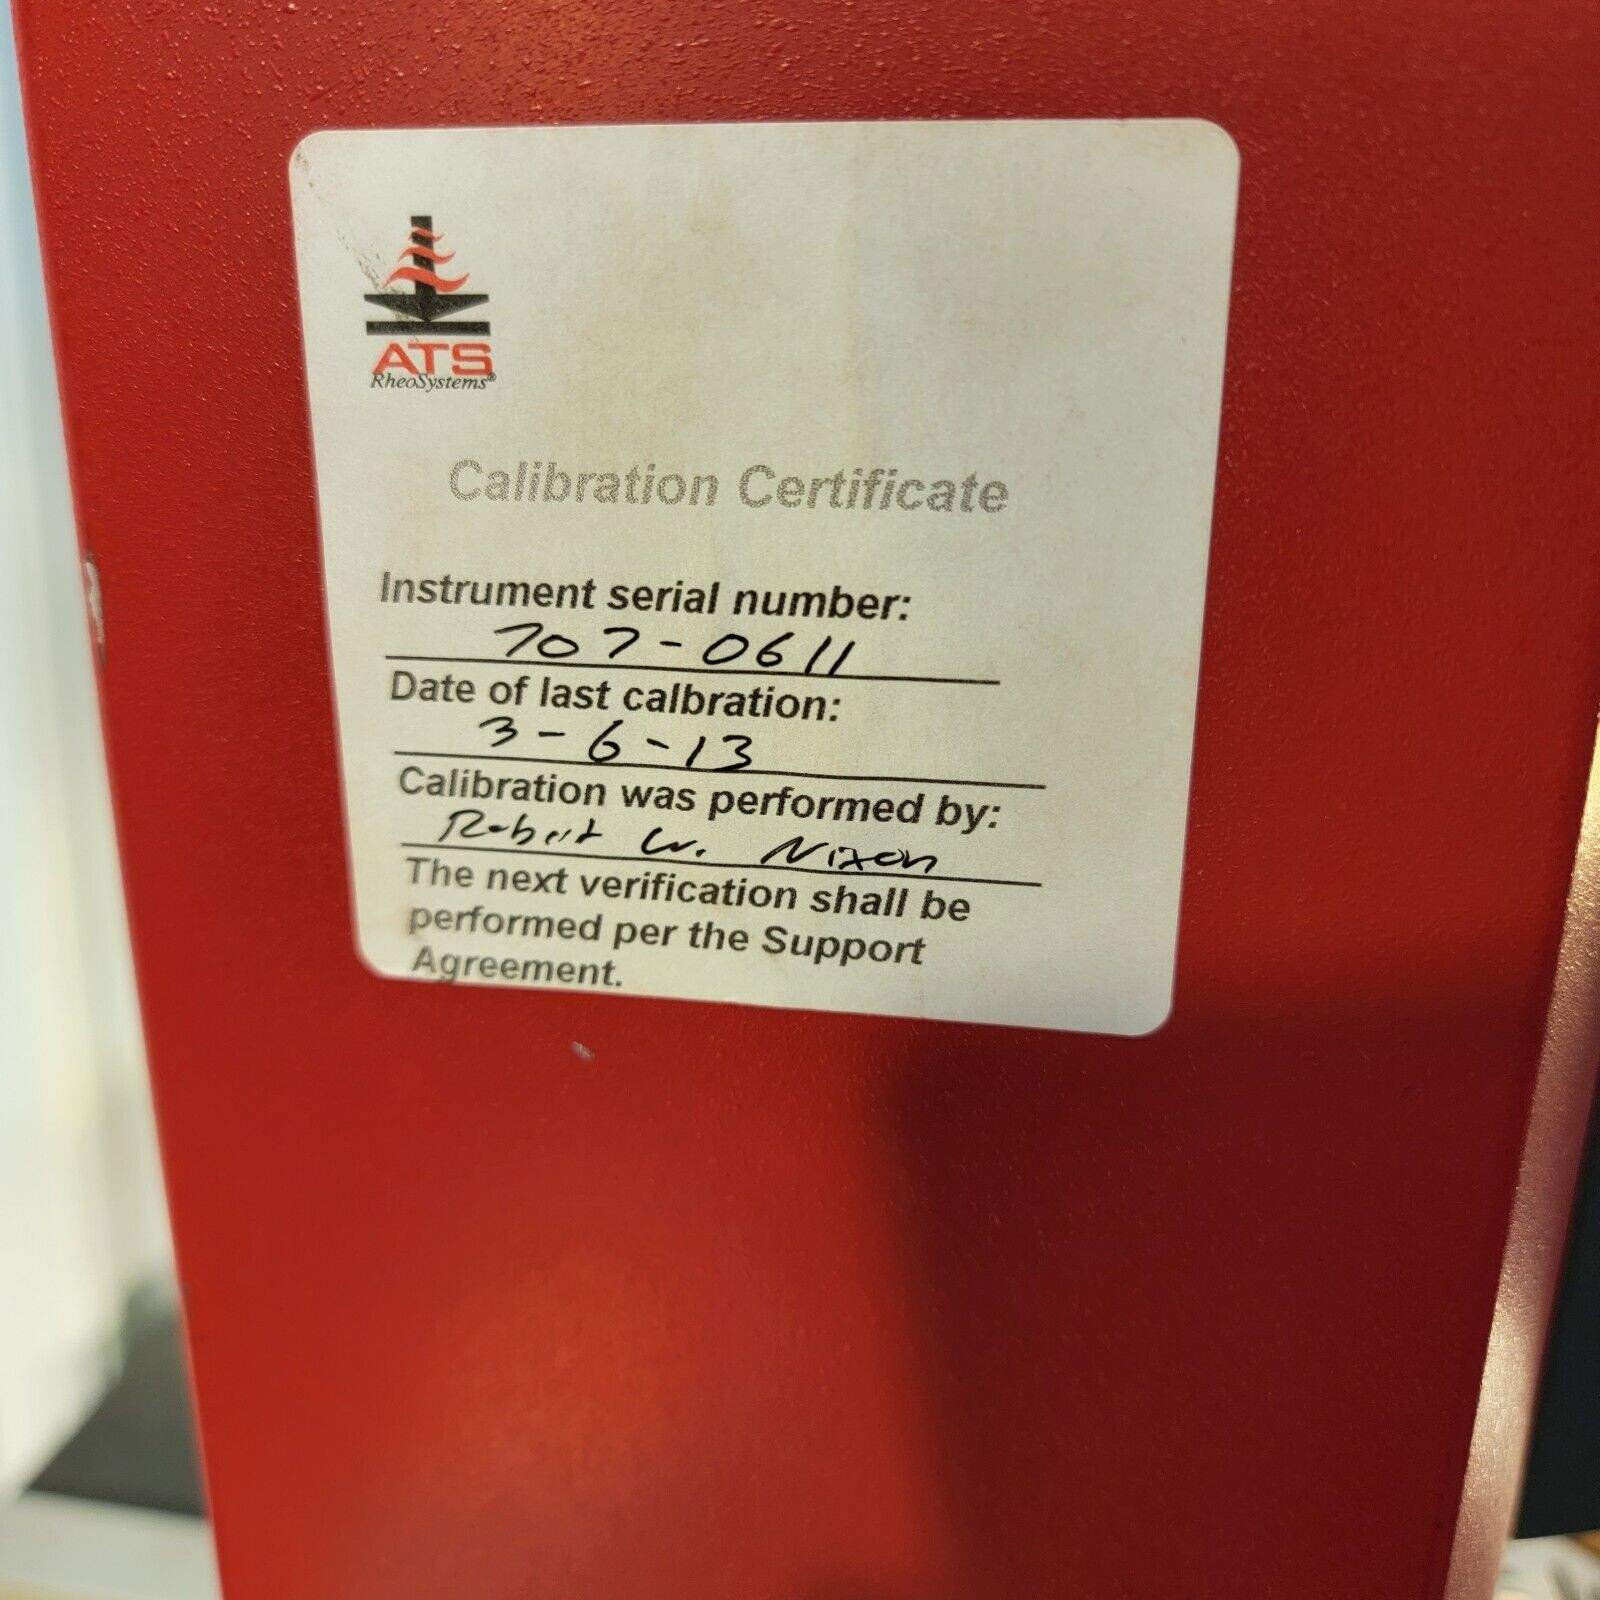 ATS
RheoSystems®
Calibration Certificate
Instrument serial number:
707-0611
Date of last calbration:
3-6-13
Calibration was performed by:
Robert W. Nixon
The next verification shall be
performed per the Support
Agreement.